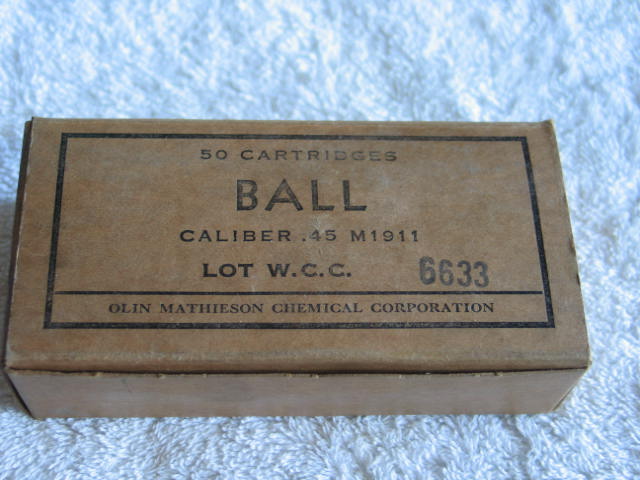 50 CARTRIDGES
BALL
CALIBER .45 M1911
LOT W.C.C. 6633
OLIN MATHIESON CHEMICAL CORPORATION